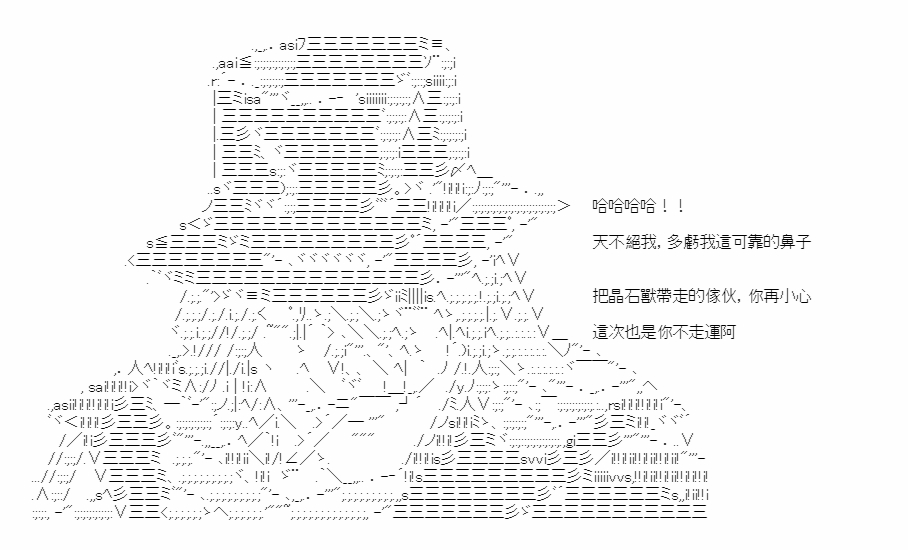 哈哈哈哈！！
天不絕我，多虧我這可靠的鼻子
把晶石獸帶走的傢伙，你再小心
這次也是你不走運阿